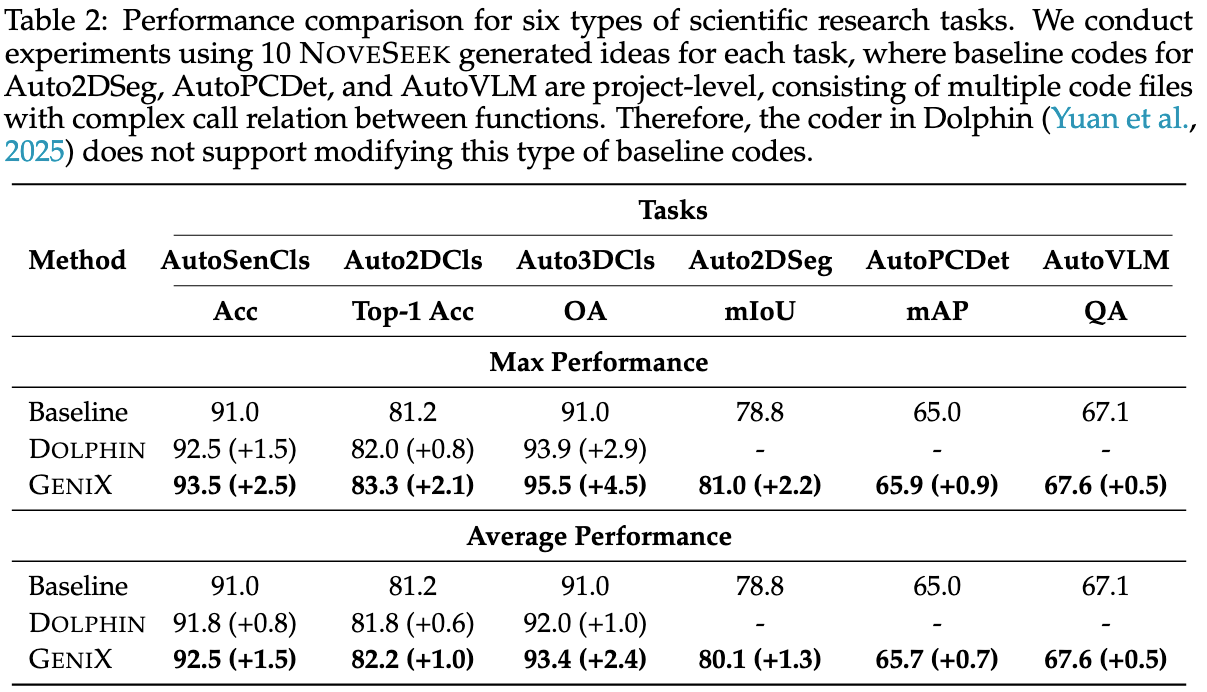 Table 2: Performance comparison for six types of scientific research tasks. We conduct
experiments using 10 NOVESEEK generated ideas for each task, where baseline codes for
Auto2DSeg, AutoPCDet, and AutoVLM are project-level, consisting of multiple code files
with complex call relation between functions. Therefore, the coder in Dolphin (Yuan et al.,
2025) does not support modifying this type of baseline codes.
Tasks
Method AutoSenCls Auto2DCls Auto3DCls Auto2DSeg AutoPCDet AutoVLM
Acc Top-1 Acc OA mIoU mAP QA
Max Performance
Baseline 91.0 81.2 91.0 78.8 65.0 67.1
DOLPHIN 92.5 (+1.5) 82.0 (+0.8) 93.9 (+2.9) - - -
GENIX 93.5 (+2.5) 83.3 (+2.1) 95.5 (+4.5) 81.0 (+2.2) 65.9 (+0.9) 67.6 (+0.5)
Average Performance
Baseline 91.0 81.2 91.0 78.8 65.0 67.1
DOLPHIN 91.8 (+0.8) 81.8 (+0.6) 92.0 (+1.0) - - -
GENIX 92.5 (+1.5) 82.2 (+1.0) 93.4 (+2.4) 80.1 (+1.3) 65.7 (+0.7) 67.6 (+0.5)